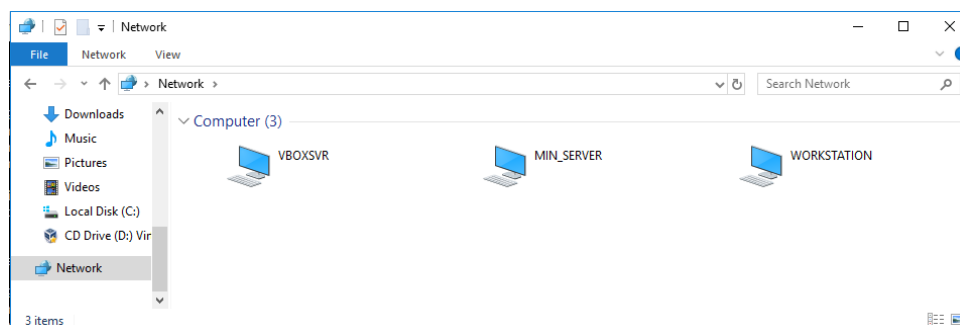 Network
File Network View
Network
Search Network
Downloads
Music
Pictures
Videos
Local Disk (C:)
CD Drive (D:) Vir
Network
Computer (3)
VBOXSVR MIN_SERVER WORKSTATION
3 items